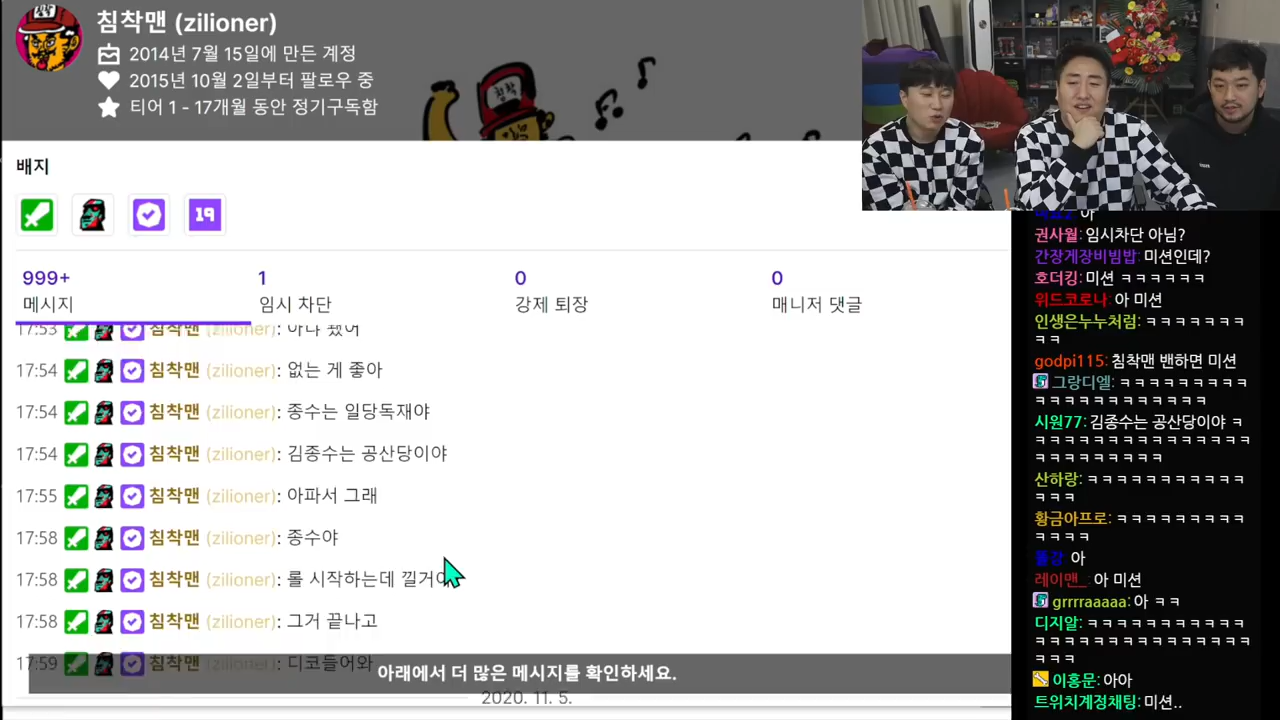 침착맨 (zilioner)
2014년 7월 15일에 만든 계정
2015년 10월 2일부터 팔로우 중
티어 1 - 17개월 동안 정기구독함
배지
19
999+
메시지
1
임시 차단
0
강제 퇴장
0
매니저 댓글
17:53 침착맨 (zilioner):
17:54 침착맨 (zilioner): 없는 게 좋아
17:54 침착맨 (zilioner): 종수는 일당독재야
17:54 침착맨 (zilioner): 김종수는 공산당이야
17:55 침착맨 (zilioner): 아파서 그래
17:58 침착맨 (zilioner): 종수야
17:58 침착맨 (zilioner): 롤 시작하는데 낄거야
17:58 침착맨 (zilioner): 그거 끝나고
17:59 침착맨 (zilioner): 디코들어와
아래에서 더 많은 메시지를 확인하세요.
2020. 11. 5.
아
권사월: 임시차단 아님?
간장게장비빔밥: 미션인데?
호더킹: 미션 ㅋㅋㅋㅋㅋㅋ
위드코로나: 아 미션
인생은누누처럼: ㅋㅋㅋㅋㅋㅋㅋ
ㅋㅋ
godpi115: 침착맨 밴하면 미션
그랑디엘: ㅋㅋㅋㅋㅋㅋㅋㅋㅋ
ㅋㅋㅋㅋㅋㅋㅋㅋㅋㅋㅋㅋ
시원77: 김종수는 공산당이야 ㅋ
ㅋㅋㅋㅋㅋㅋㅋㅋㅋㅋㅋㅋㅋㅋㅋ
ㅋㅋㅋㅋㅋㅋㅋㅋㅋ
산하랑: ㅋㅋㅋㅋㅋㅋㅋㅋㅋㅋㅋ
ㅋㅋㅋ
황금아프로: ㅋㅋㅋㅋㅋㅋㅋㅋㅋ
ㅋㅋㅋㅋ
아
레이맨_: 아 미션
grrrraaaaa: 아 ㅋㅋ
디지알: ㅋㅋㅋㅋㅋㅋㅋㅋㅋㅋㅋ
ㅋㅋㅋㅋㅋㅋㅋㅋㅋㅋㅋㅋㅋㅋㅋ
ㅋㅋㅋ
이홍문: 아아
트위치계정채팅: 미션..